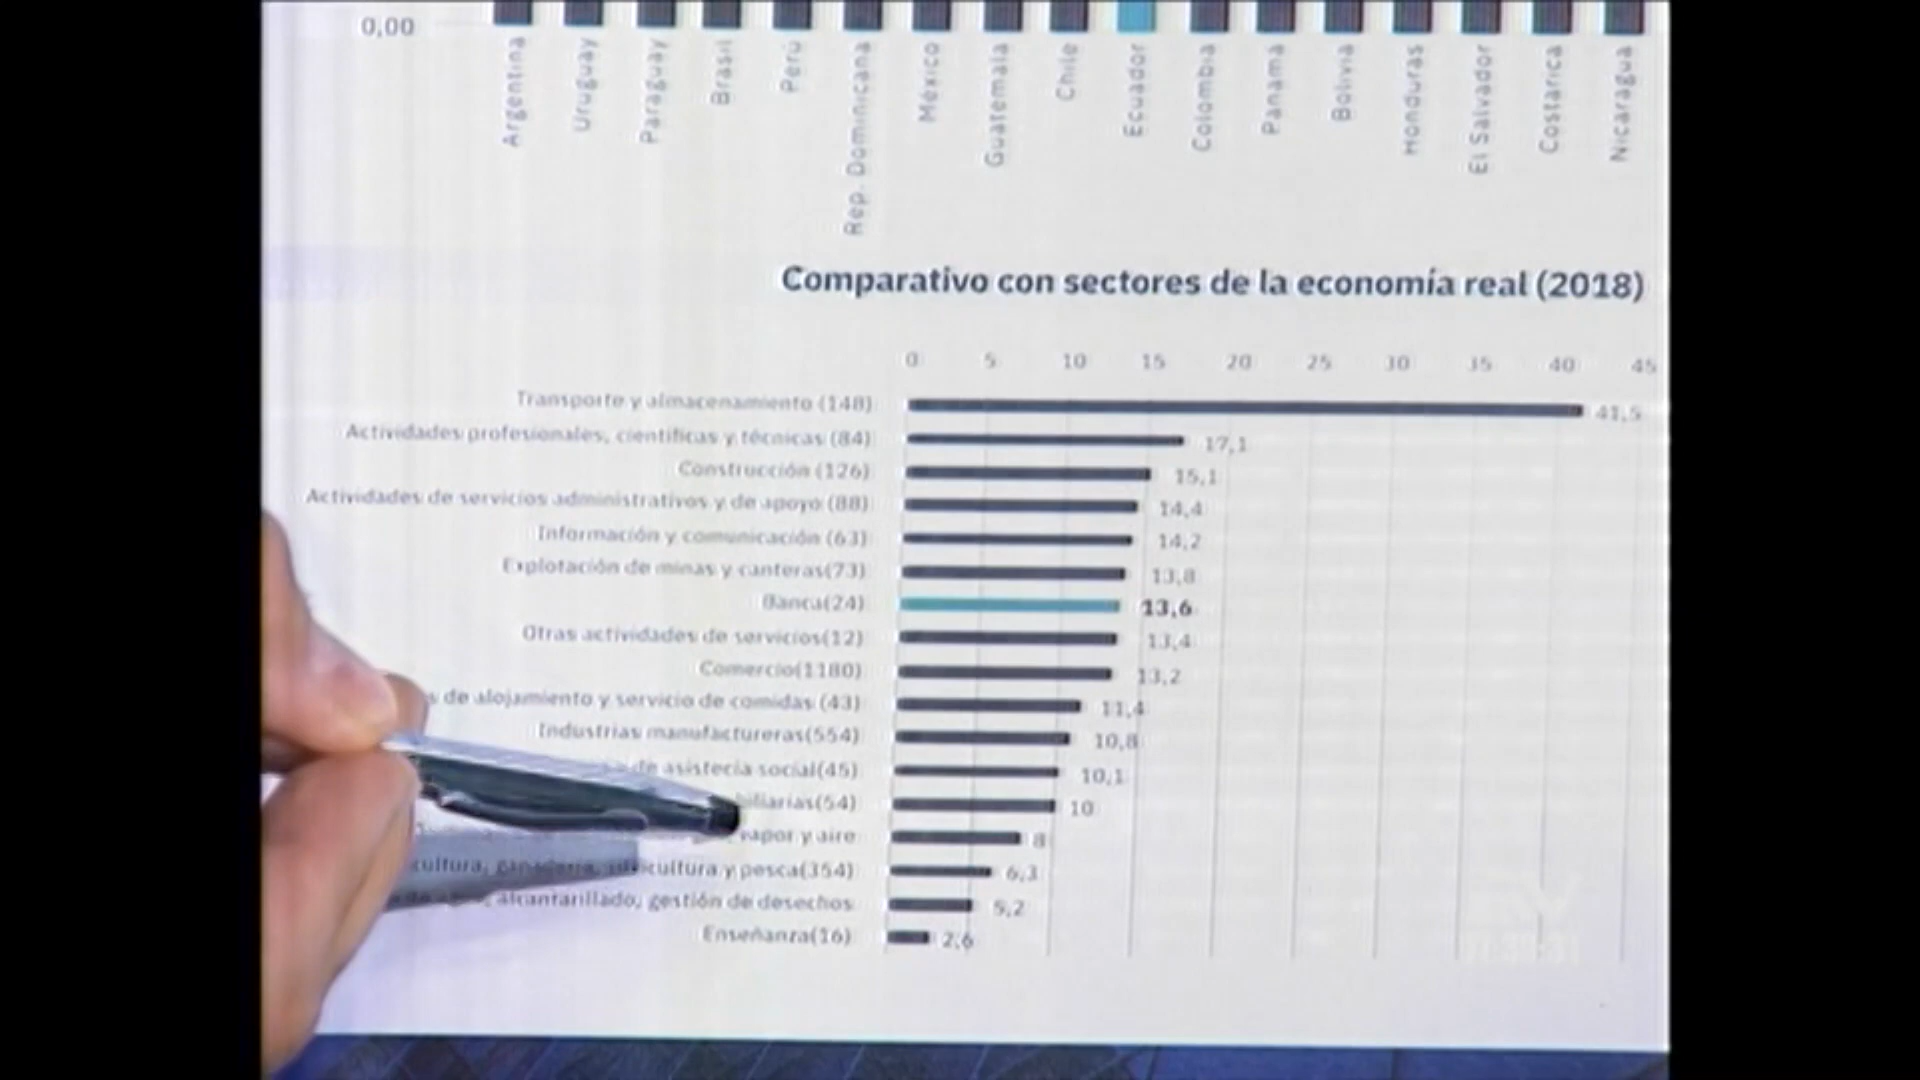 0,00
Argentina
Uruguay
Paraguay
Brasil
Perú
Rep. Dominicana
México
Guatemala
Chile
Ecuador
Colombia
Panama
Bolivia
Honduras
El Salvador
Costarica
Nicaragua
Comparativo con sectores de la economía real (2018)
0 5 10 15 20 25 30 35 40 45
Transporte y almacenamiento (148) 41,5
Actividades profesionales, científicas y técnicas (84) 17,1
Construcción (126) 15,1
Actividades de servicios administrativos y de apoyo (88) 14,4
Información y comunicación (63) 14,2
Explotación de minas y canteras(73) 13,8
Banca(24) 13,6
Otras actividades de servicios(12) 13,4
Comercio(1180) 13,2
s de alojamiento y servicio de comidas (43) 11,4
Industrias manufactureras(554) 10,8
de asistecia social(45) 10,1
biliarias(54) 10
vapor y aire 8
cultura, ganadería, silvicultura y pesca(354) 6,3
alcantarillado, gestión de desechos 5,2
Enseñanza(16) 2,6